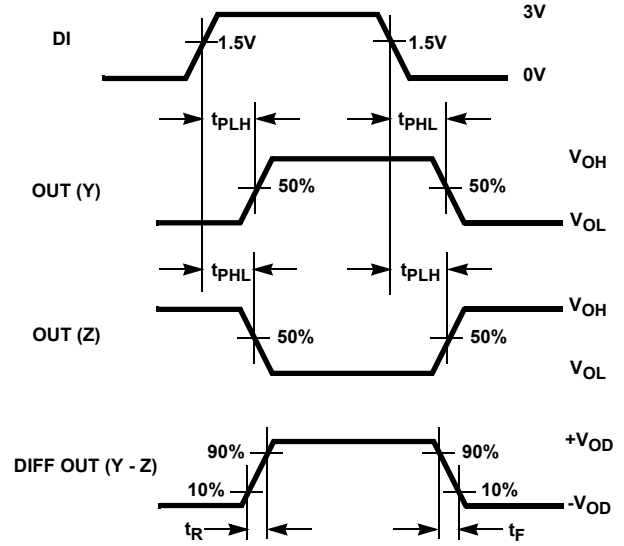 3V
DI
1.5V
1.5V
0V
tPLH
tPHL
VOH
OUT (Y)
50%
50%
VOL
tPHL
tPLH
VOH
OUT (Z)
50%
50%
VOL
+VOD
DIFF OUT (Y - Z)
90%
90%
10%
10%
-VOD
tR
tF